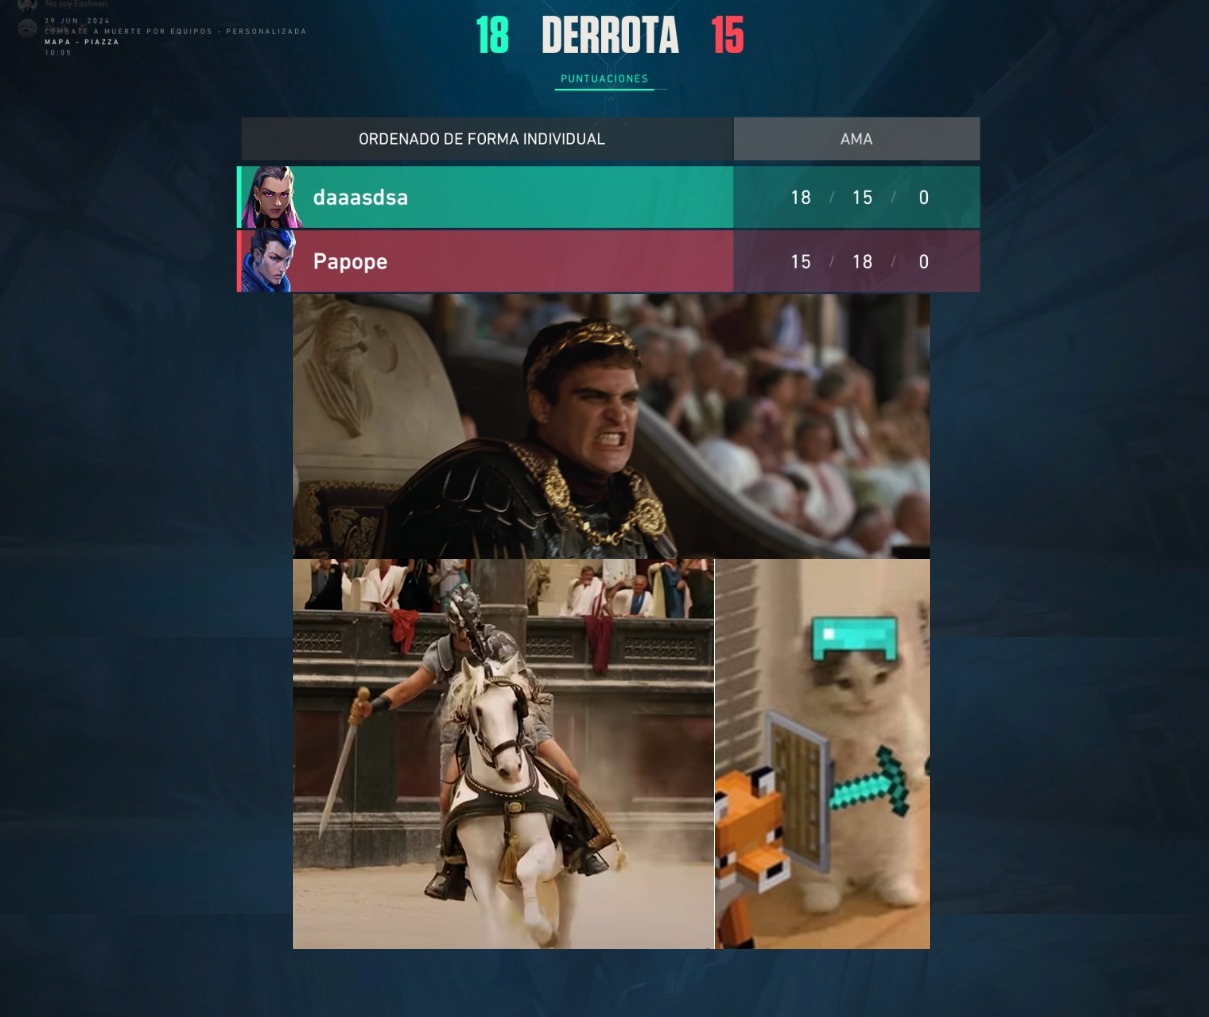 No soy Fasheen
29 JUN. 2024
COMBATE A MUERTE POR EQUIPOS - PERSONALIZADA
MAPA - PIAZZA
10:05
18 DERROTA 15
PUNTUACIONES
ORDENADO DE FORMA INDIVIDUAL AMA
daaasdsa 18 / 15 / 0
Papope 15 / 18 / 0